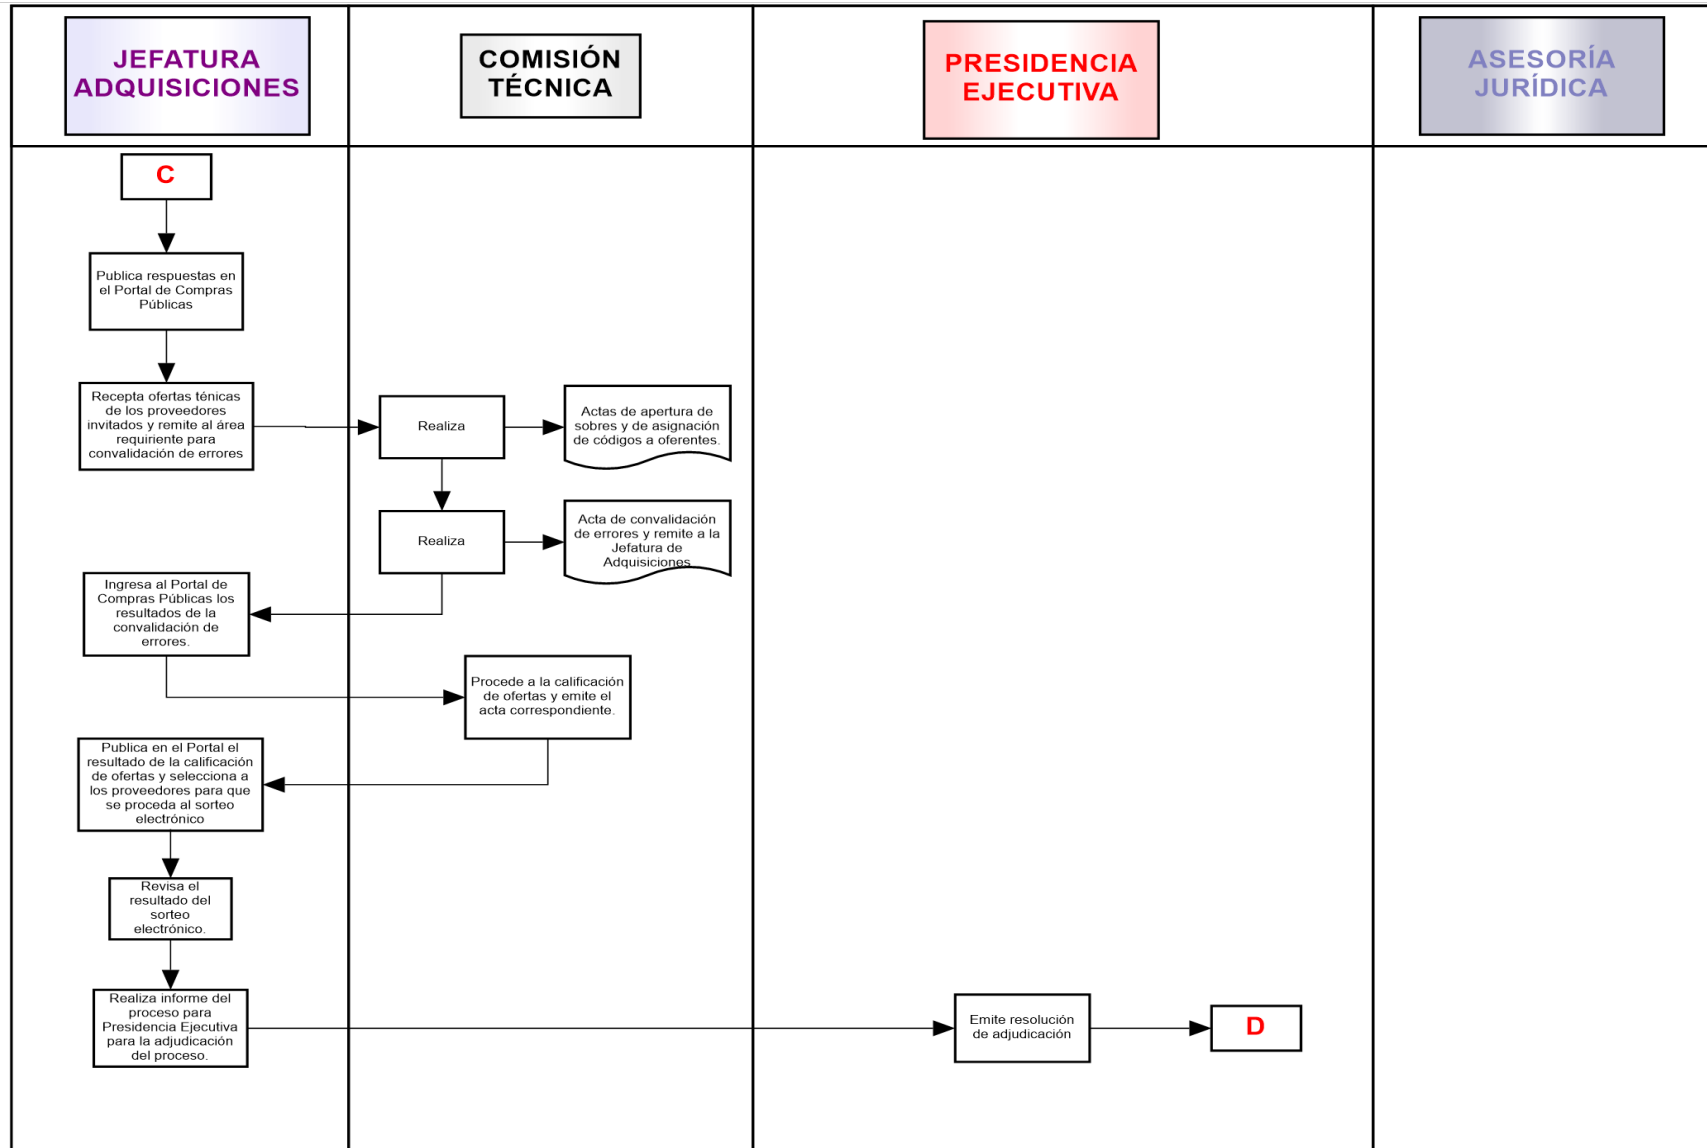 JEFATURA
ADQUISICIONES
COMISIÓN
TÉCNICA
PRESIDENCIA
EJECUTIVA
ASESORÍA
JURÍDICA
C
Publica respuestas en
el Portal de Compras
Públicas
Recepta ofertas ténicas
de los proveedores
invitados y remite al área
requiriente para
convalidación de errores
Realiza
Actas de apertura de
sobres y de asignación
de códigos a oferentes.
Realiza
Acta de convalidación
de errores y remite a la
Jefatura de
Adquisiciones
Ingresa al Portal de
Compras Públicas los
resultados de la
convalidación de
errores.
Procede a la calificación
de ofertas y emite el
acta correspondiente.
Publica en el Portal el
resultado de la calificación
de ofertas y selecciona a
los proveedores para que
se proceda al sorteo
electrónico
Revisa el
resultado del
sorteo
electrónico.
Realiza informe del
proceso para
Presidencia Ejecutiva
para la adjudicación
del proceso.
Emite resolución
de adjudicación
D